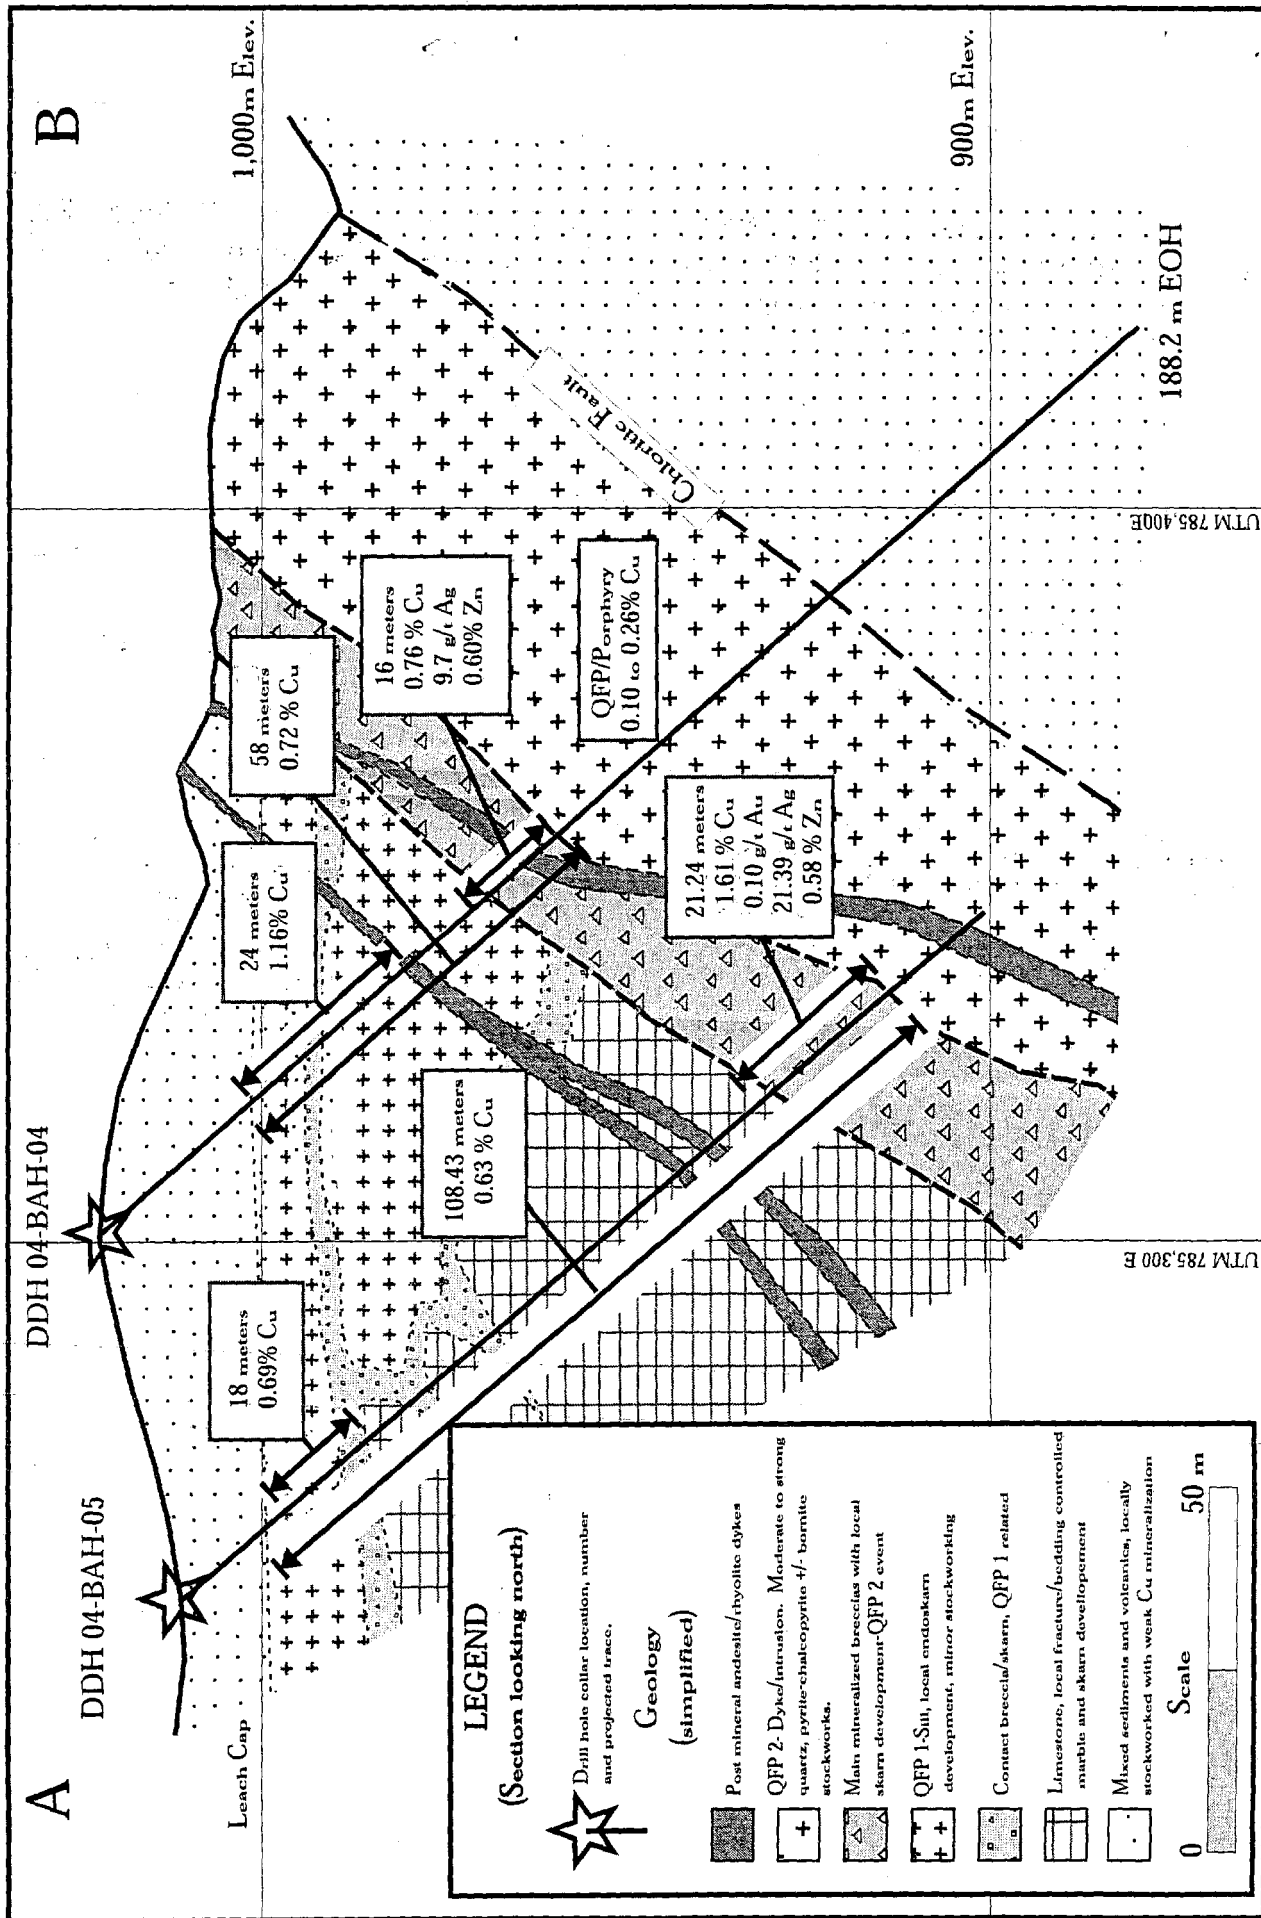 A
B
DDH 04-BAH-05
DDH 04-BAH-04
Leach Cap
1,000m Elev.
900m Elev.
18 meters
0.69% Cu
24 meters
1.16% Cu
58 meters
0.72 % Cu
16 meters
0.76 % Cu
9.7 g/t Ag
0.60% Zn
QFP/Porphyry
0.10 to 0.26% Cu
108.43 meters
0.63 % Cu
21.24 meters
1.61 % Cu
0.10 g/t Au
21.39 g/t Ag
0.58 % Zn
Chloritic Fault
188.2 m EOH
UTM 785,300 E
UTM 785,400E
LEGEND
(Section looking north)
Drill hole collar location, number
and projected trace.
Geology
(simplified)
Post mineral andesite/rhyolite dykes
QFP 2- Dyke/intrusion. Moderate to strong
quartz, pyrite-chalcopyrite +/- bornite
stockworks.
Main mineralized breccias with local
skarn development-QFP 2 event
QFP 1-Sill, local endoskarn
development, minor stockworking
Contact breccia/skarn, QFP 1 related
Limestone, local fracture/bedding controlled
marble and skarn devellopement
Mixed sediments and volcanics, locally
stockworked with weak Cu mineralization
Scale
0
50 m